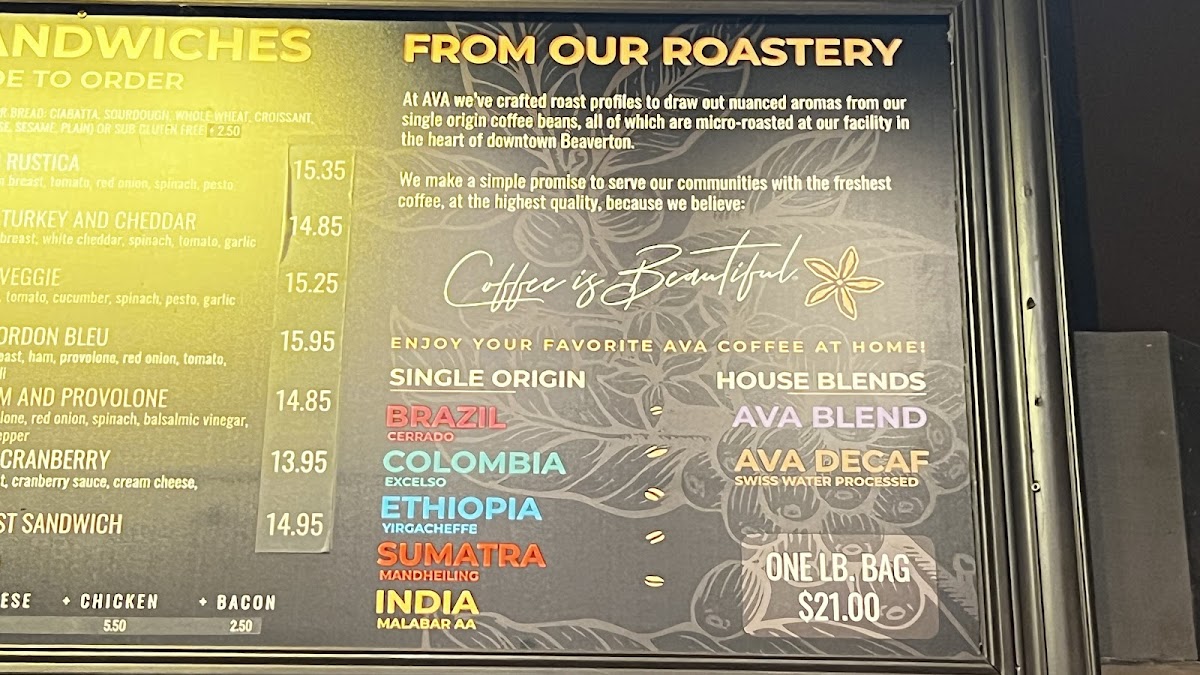 ANDWICHES
DE TO ORDER
R BREAD: CIABATTA, SOURDOUGH, WHOLE WHEAT, CROISSANT,
SE, SESAME, PLAIN) OR SUB GLUTEN FREE + 2.50
RUSTICA 15.35
breast, tomato, red onion, spinach, pesto
TURKEY AND CHEDDAR 14.85
breast, white cheddar, spinach, tomato, garlic
VEGGIE 15.25
, tomato, cucumber, spinach, pesto, garlic
ORDON BLEU 15.95
east, ham, provolone, red onion, tomato,
li
M AND PROVOLONE 14.85
lone, red onion, spinach, balsalmic vinegar,
epper
CRANBERRY 13.95
t, cranberry sauce, cream cheese,
ST SANDWICH 14.95
ESE + CHICKEN + BACON
5.50 2.50
FROM OUR ROASTERY
At AVA we've crafted roast profiles to draw out nuanced aromas from our
single origin coffee beans, all of which are micro-roasted at our facility in
the heart of downtown Beaverton.
We make a simple promise to serve our communities with the freshest
coffee, at the highest quality, because we believe:
Coffee is Beautiful.
ENJOY YOUR FAVORITE AVA COFFEE AT HOME!
SINGLE ORIGIN
BRAZIL
CERRADO
COLOMBIA
EXCELSO
ETHIOPIA
YIRGACHEFFE
SUMATRA
MANDHEILING
INDIA
MALABAR AA
HOUSE BLENDS
AVA BLEND
AVA DECAF
SWISS WATER PROCESSED
ONE LB. BAG
$21.00